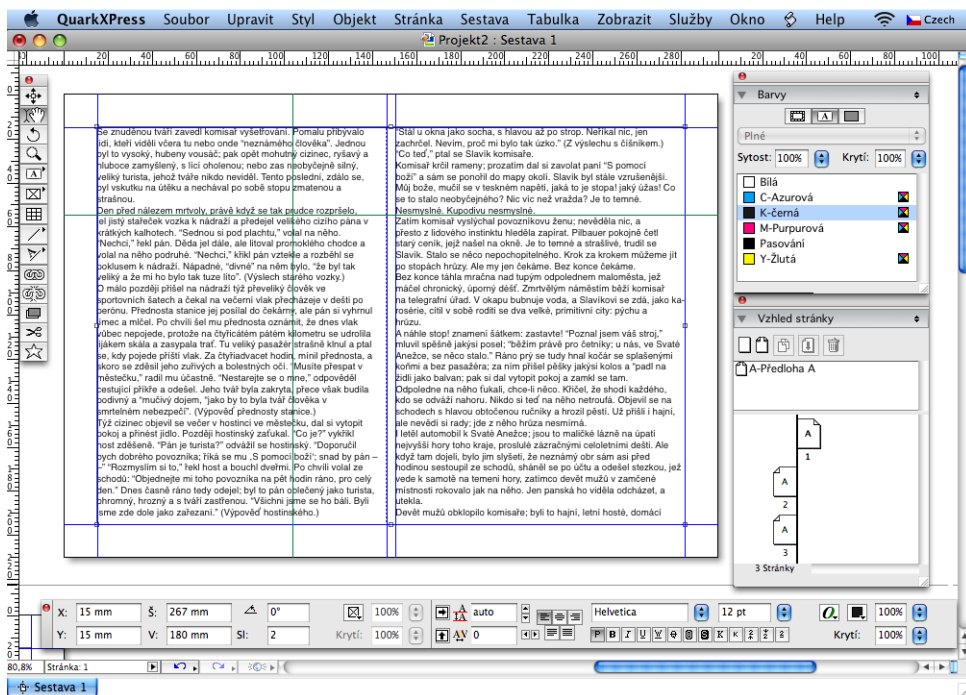 QuarkXPress Soubor Upravit Styl Objekt Stránka Sestava Tabulka Zobrazit Služby Okno Help Czech
Projekt2 : Sestava 1
Se znuděnou tváří zavedl komisař vyšetřování. Pomalu přibývalo
lidí, kteří viděli včera tu nebo onde “neznámého člověka”. Jednou
byl to vysoký, hubený vousáč; pak opět mohutný cizinec, ryšavý a
hluboce zamyšlený, s lící oholenou; nebo zas neobyčejně silný,
veliký turista, jehož tváře nikdo neviděl. Tento poslední, zdálo se,
byl vskutku na útěku a nechával po sobě stopu zmatenou a
strašnou.
Den před nálezem mrtvoly, právě když se tak prudce rozpršelo,
jel jistý stařeček vozka k nádraží a předejel velikého cizího pána v
krátkých kalhotech. “Sednou si pod plachtu,” volal na něho.
“Nechci,” řekl pán. Děda jel dále, ale litoval promoklého chodce a
volal na něho podruhé. “Nechci,” křikl pán vztekle a rozběhl se
poklusem k nádraží. Nápadné, “divné” na něm bylo, “že byl tak
veliký a že mi ho bylo tak tuze líto”. (Výslech starého vozky.)
O málo později přišel na nádraží týž převeliký člověk ve
sportovních šatech a čekal na večerní vlak přecházeje v dešti po
perónu. Přednosta stanice jej posílal do čekárny, ale pán si vyhrnul
límec a mlčel. Po chvíli šel mu přednosta oznámit, že dnes vlak
vůbec nepojede, protože na čtyřicátém pátém kilometru se udrolila
lijákem skála a zasypala trať. Tu veliký pasažér strašně klnul a ptal
se, kdy pojede příští vlak. Za čtyřiadvacet hodin, mínil přednosta, a
skoro se zděsil jeho zuřivých a bolestných očí. “Musíte přespat v
městečku,” radil mu účastně. “Nestarejte se o mne,” odpověděl
cestující příkře a odešel. Jeho tvář byla zakryta, přece však budila
podivný a “mučivý dojem, “jako by to byla tvář člověka v
smrtelném nebezpečí”. (Výpověď přednosty stanice.)
Týž cizinec objevil se večer v hostinci ve městečku, dal si vytopit
pokoj a přinést jídlo. Později hostinský zaťukal. “Co je?” vykřikl
host zděšeně. “Pán je turista?” odvážil se hostinský. “Doporučil
bych dobrého povozníka; říká se mu ‚S pomocí boží‘; snad by pán –
–” “Rozmyslím si to,” řekl host a bouchl dveřmi. Po chvíli volal ze
schodů: “Objednejte mi toho povozníka na pět hodin ráno, pro celý
den.” Dnes časně ráno tedy odejel; byl to pán oblečený jako turista,
ohromný, hrozný a s tváří zastřenou. “Všichni jsme se ho báli. Byli
jsme zde dole jako zařezaní.” (Výpověď hostinského.)
“Stál u okna jako socha, s hlavou až po strop. Neříkal nic, jen
zachrčel. Nevím, proč mi bylo tak úzko.” (Z výslechu s číšníkem.)
“Co teď,” ptal se Slavík komisaře.
Komisař krčil rameny; prozatím dal si zavolat paní “S pomocí
boží” a sám se ponořil do mapy okolí. Slavík byl stále vzrušenější.
Můj bože, mučil se v teskném napětí, jaká to je stopa! jaký úžas! Co
se to stalo neobyčejného? Nic víc než vražda? Je to temné.
Nesmyslné. Kupodivu nesmyslné.
Zatím komisař vyslýchal povozníkovu ženu; nevěděla nic, a
přesto z lidového instinktu hleděla zapírat. Pilbauer pokojně četl
starý ceník, jejž našel na okně. Je to temné a strašlivé, trudil se
Slavík. Stalo se něco nepochopitelného. Krok za krokem můžeme jít
po stopách hrůzy. Ale my jen čekáme. Bez konce čekáme.
Bez konce táhla mračna nad tupým odpolednem maloměsta, jež
máčel chronický, úporný déšť. Zmrtvělým náměstím běží komisař
na telegrafní úřad. V okapu bubnuje voda, a Slavíkovi se zdá, jako ka-
rosérie, cítil v sobě roditi se dva velké, primitivní city: pýchu a
hrůzu.
A náhle stop! znamení šátkem: zastavte! “Poznal jsem váš stroj,”
mluvil spěšně jakýsi posel; “běžím právě pro četníky; u nás, ve Svaté
Anežce, se něco stalo.” Ráno prý se tudy hnal kočár se splašenými
koňmi a bez pasažéra; za ním přišel pěšky jakýsi kolos a “padl na
židli jako balvan; pak si dal vytopit pokoj a zamkl se tam.
Odpoledne na něho ťukali, chce-li něco. Křičel, že shodí každého,
kdo se odváží nahoru. Nikdo si teď na něho netroufá. Objevil se na
schodech s hlavou obtočenou ručníky a hrozil pěstí. Už přišli i hajní,
ale nevědí si rady; jde z něho hrůza nesmírná.
I letěl automobil k Svaté Anežce; jsou to maličké lázně na úpatí
nejvyšší hory toho kraje, proslulé zázračnými celoletními dešti. Ale
když tam dojeli, bylo jim slyšeti, že neznámý obr sám asi před
hodinou sestoupil ze schodů, sháněl se po účtu a odešel stezkou, jež
vede k samotě na temeni hory, zatímco devět mužů v zamčené
místnosti rokovalo jak na něho. Jen panská ho viděla odcházet, a
utekla.
Devět mužů obklopilo komisaře; byli to hajní, letní hosté, domácí
Barvy
Plné
Sytost: 100% Krytí: 100%
Bílá
C-Azurová
K-černá
M-Purpurová
Pasování
Y-Žlutá
Vzhled stránky
A-Předloha A
A
1
A
2
A
3
3 Stránky
X: 15 mm Š: 267 mm 0° 100% auto Helvetica 12 pt 100%
Y: 15 mm V: 180 mm Sl: 2 Krytí: 100% 0 P B I U W Krytí: 100%
80,8% Stránka: 1
Sestava 1